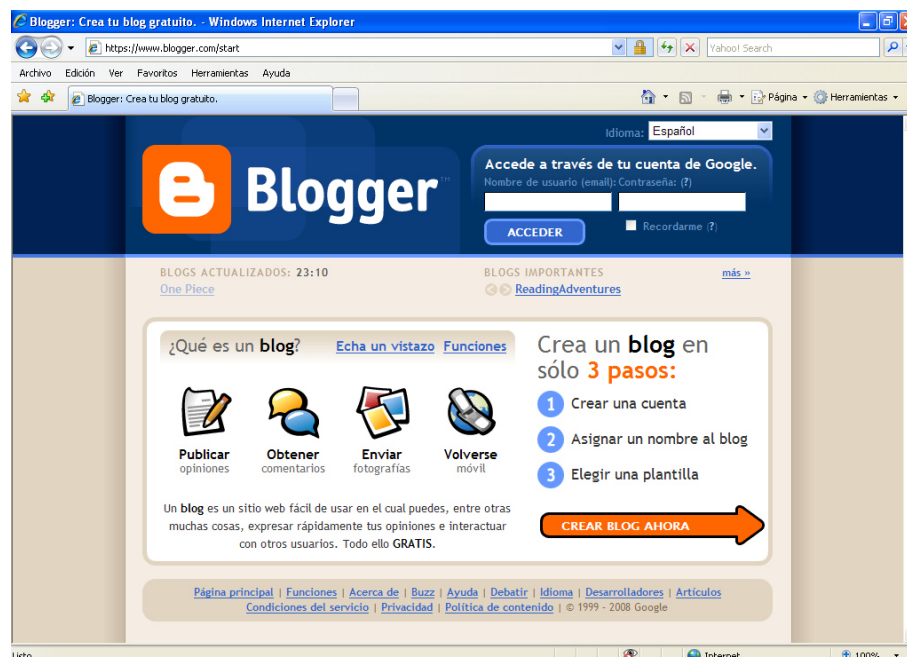 Blogger: Crea tu blog gratuito. - Windows Internet Explorer
https://www.blogger.com/start
Yahoo! Search
Archivo Edición Ver Favoritos Herramientas Ayuda
Blogger: Crea tu blog gratuito.
Página Herramientas
Idioma: Español
Blogger™
Accede a través de tu cuenta de Google.
Nombre de usuario (email): Contraseña: (?)
ACCEDER
Recordarme (?)
BLOGS ACTUALIZADOS: 23:10
One Piece
BLOGS IMPORTANTES
más »
ReadingAdventures
¿Qué es un blog? Echa un vistazo Funciones
Publicar
opiniones
Obtener
comentarios
Enviar
fotografías
Volverse
móvil
Un blog es un sitio web fácil de usar en el cual puedes, entre otras
muchas cosas, expresar rápidamente tus opiniones e interactuar
con otros usuarios. Todo ello GRATIS.
Crea un blog en
sólo 3 pasos:
1 Crear una cuenta
2 Asignar un nombre al blog
3 Elegir una plantilla
CREAR BLOG AHORA
Página principal | Funciones | Acerca de | Buzz | Ayuda | Debatir | Idioma | Desarrolladores | Artículos
Condiciones del servicio | Privacidad | Política de contenido | © 1999 - 2008 Google
Listo Internet 100%